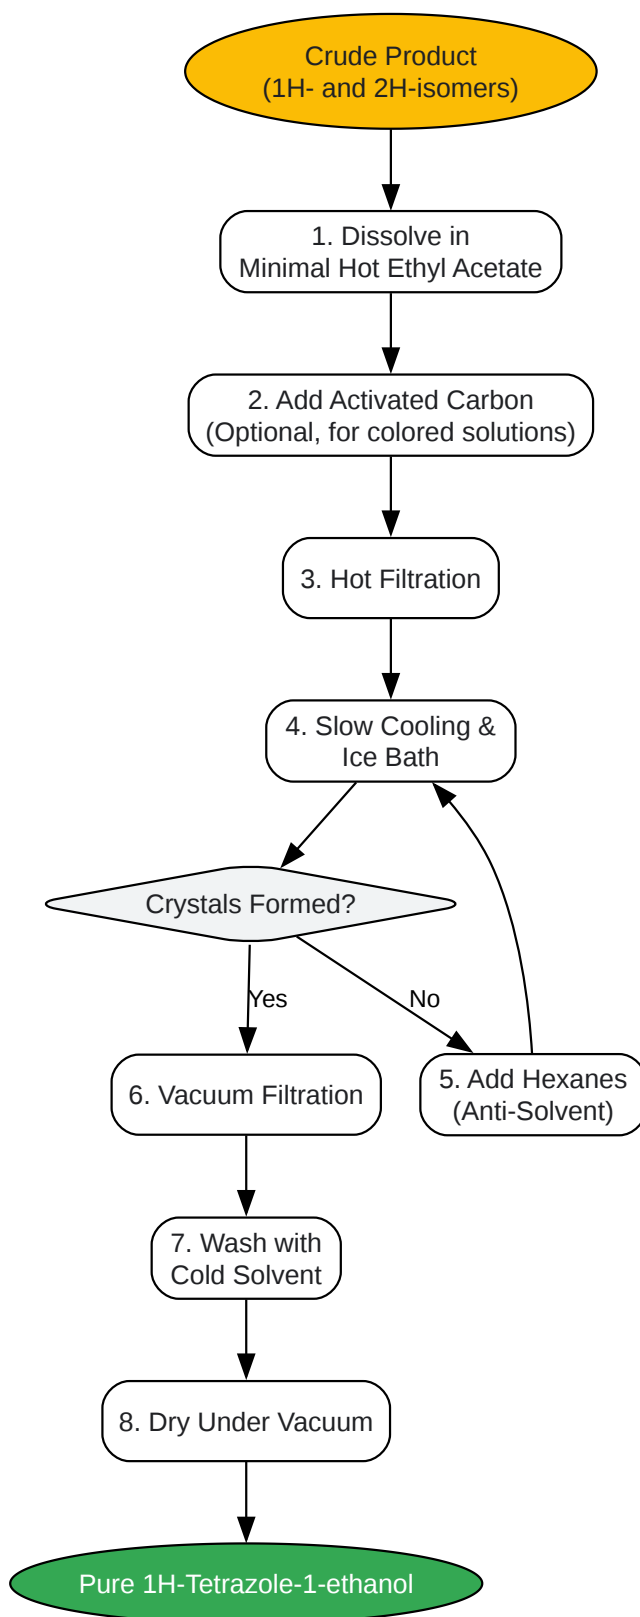 Crude Product
(1H- and 2H-isomers)
1. Dissolve in
Minimal Hot Ethyl Acetate
2. Add Activated Carbon
(Optional, for colored solutions)
3. Hot Filtration
4. Slow Cooling &
Ice Bath
Crystals Formed?
Yes
No
5. Add Hexanes
(Anti-Solvent)
6. Vacuum Filtration
7. Wash with
Cold Solvent
8. Dry Under Vacuum
Pure 1H-Tetrazole-1-ethanol